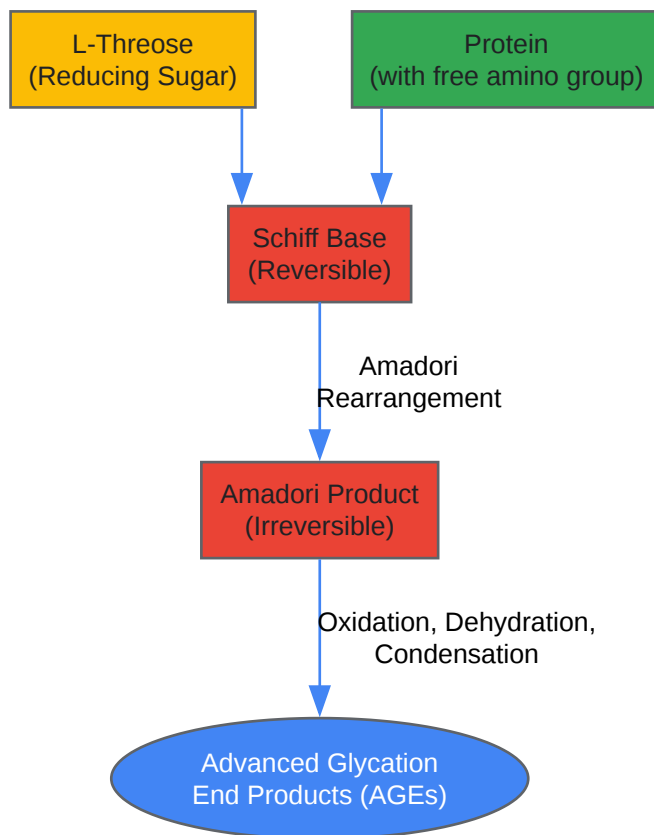 L-Threose
(Reducing Sugar)
Protein
(with free amino group)
Schiff Base
(Reversible)
Amadori
Rearrangement
Amadori Product
(Irreversible)
Oxidation, Dehydration,
Condensation
Advanced Glycation
End Products (AGEs)